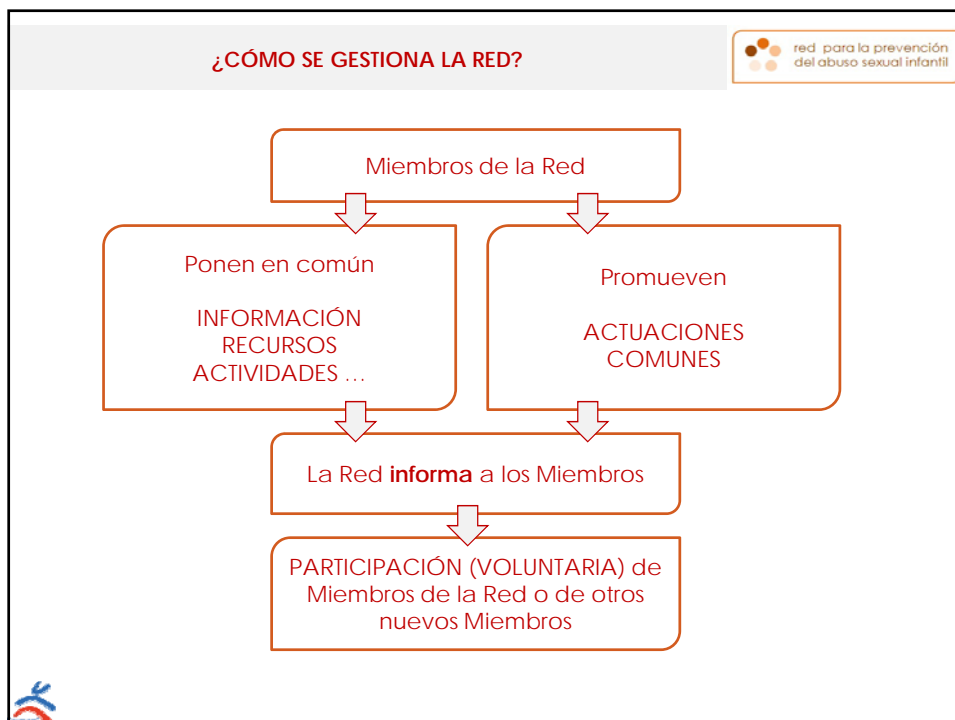 ¿CÓMO SE GESTIONA LA RED?
red para la prevención
del abuso sexual infantil
Miembros de la Red
Ponen en común
INFORMACIÓN
RECURSOS
ACTIVIDADES ...
Promueven
ACTUACIONES
COMUNES
La Red informa a los Miembros
PARTICIPACIÓN (VOLUNTARIA) de
Miembros de la Red o de otros
nuevos Miembros